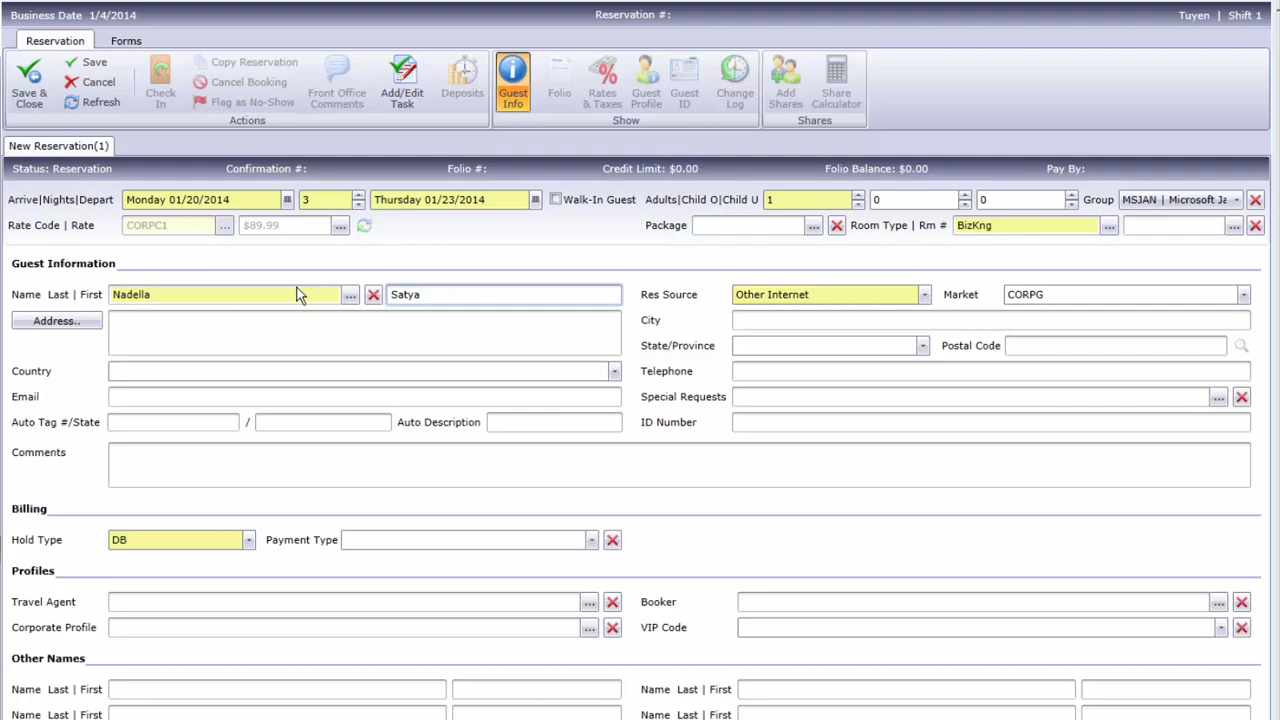 Business Date 1/4/2014 Reservation #: Tuyen | Shift 1
Reservation Forms
Save & Close Save Cancel Refresh Check In Copy Reservation Cancel Booking Flag as No-Show Front Office Comments Add/Edit Task Deposits Guest Info Folio Rates & Taxes Guest Profile Guest ID Change Log Add Shares Share Calculator
Actions Show Shares
New Reservation(1)
Status: Reservation Confirmation #: Folio #: Credit Limit: $0.00 Folio Balance: $0.00 Pay By:
Arrive|Nights|Depart Monday 01/20/2014 3 Thursday 01/23/2014 Walk-In Guest Adults|Child O|Child U 1 0 0 Group MSJAN | Microsoft Ja
Rate Code | Rate CORPC1 ... $89.99 ... Package ... Room Type | Rm # BizKng ... ...
Guest Information
Name Last | First Nadella ... Satya Res Source Other Internet Market CORPG
Address.. City
State/Province Postal Code
Country Telephone
Email Special Requests ...
Auto Tag #/State / Auto Description ID Number
Comments
Billing
Hold Type DB Payment Type
Profiles
Travel Agent ... Booker ...
Corporate Profile ... VIP Code
Other Names
Name Last | First Name Last | First
Name Last | First Name Last | First